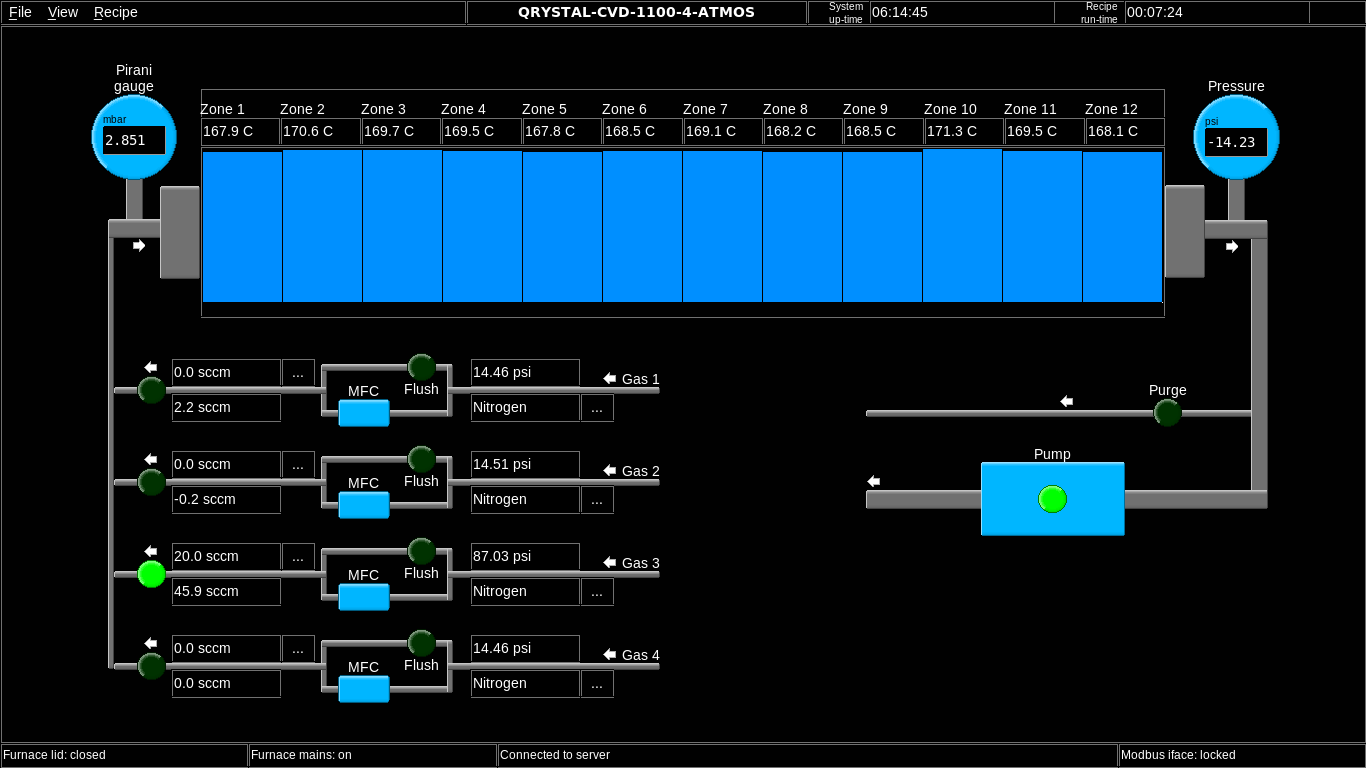 File View Recipe QRYSTAL-CVD-1100-4-ATMOS System up-time 06:14:45 Recipe run-time 00:07:24
Pirani gauge
mbar
2.851
Zone 1 Zone 2 Zone 3 Zone 4 Zone 5 Zone 6 Zone 7 Zone 8 Zone 9 Zone 10 Zone 11 Zone 12
167.9 C 170.6 C 169.7 C 169.5 C 167.8 C 168.5 C 169.1 C 168.2 C 168.5 C 171.3 C 169.5 C 168.1 C
Pressure
psi
-14.23
0.0 sccm ... 14.46 psi Gas 1
MFC Flush
2.2 sccm Nitrogen ...
0.0 sccm ... 14.51 psi Gas 2
MFC Flush
-0.2 sccm Nitrogen ...
20.0 sccm ... 87.03 psi Gas 3
MFC Flush
45.9 sccm Nitrogen ...
0.0 sccm ... 14.46 psi Gas 4
MFC Flush
0.0 sccm Nitrogen ...
Purge
Pump
Furnace lid: closed Furnace mains: on Connected to server Modbus iface: locked